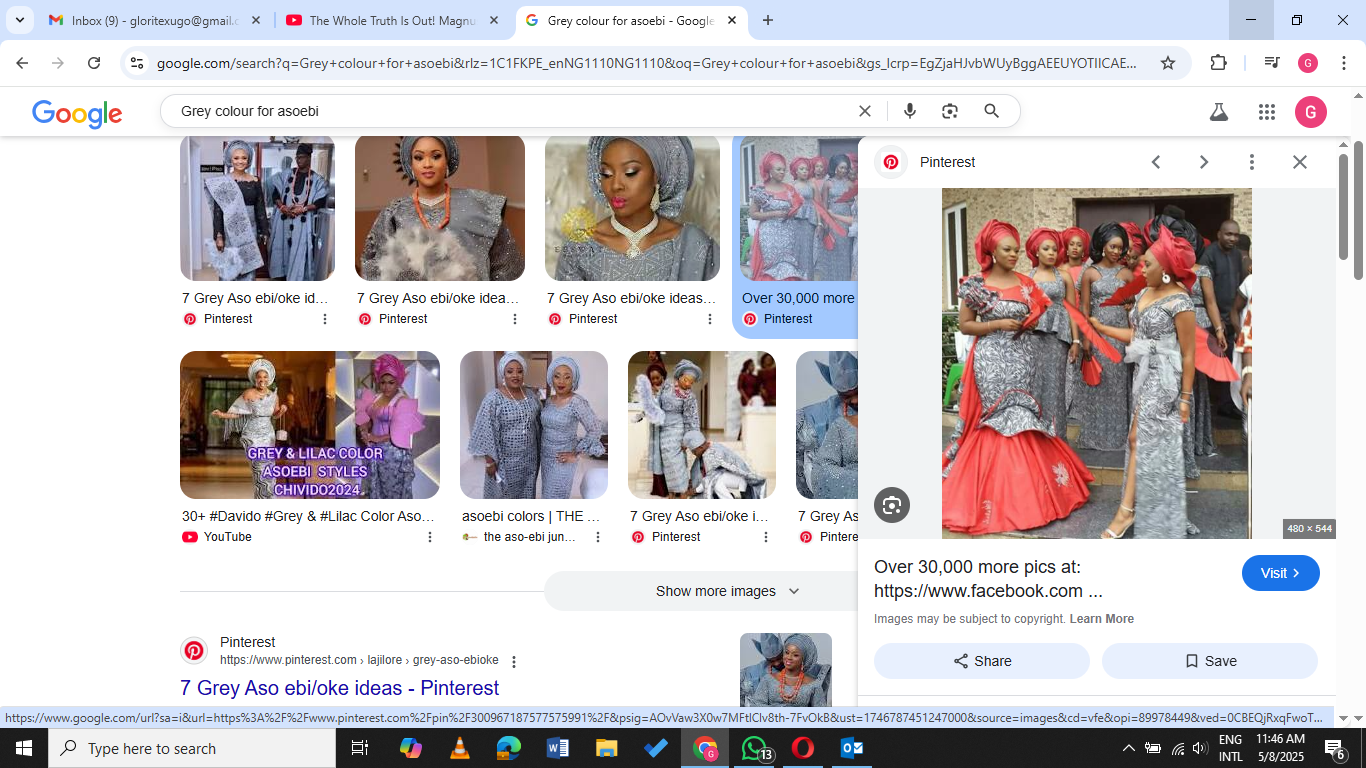 Inbox (9) - gloritexugo@gmail.c
The Whole Truth Is Out! Magnu
Grey colour for asoebi - Google
google.com/search?q=Grey+colour+for+asoebi&rlz=1C1FKPE_enNG1110NG1110&oq=Grey+colour+for+asoebi&gs_lcrp=EgZjaHJvbWUyBggAEEUYOTIICAE...
G
Google
Grey colour for asoebi
G
7 Grey Aso ebi/oke id...
Pinterest
7 Grey Aso ebi/oke idea...
Pinterest
7 Grey Aso ebi/oke ideas...
Pinterest
Over 30,000 more
Pinterest
GREY & LILAC COLOR
ASOEBI STYLES
CHIVIDO2024
30+ #Davido #Grey & #Lilac Color Aso...
YouTube
asoebi colors | THE ...
the aso-ebi jun...
7 Grey Aso ebi/oke i...
Pinterest
7 Grey As
Pintere
Show more images
Pinterest
https://www.pinterest.com › lajilore › grey-aso-ebioke
7 Grey Aso ebi/oke ideas - Pinterest
Pinterest
480 × 544
Over 30,000 more pics at:
https://www.facebook.com ...
Visit
Images may be subject to copyright. Learn More
Share
Save
https://www.google.com/url?sa=i&url=https%3A%2F%2Fwww.pinterest.com%2Fpin%2F300967187577575991%2F&psig=AOvVaw3X0w7MFtlClv8th-7FvOkB&ust=1746787451247000&source=images&cd=vfe&opi=89978449&ved=0CBEQjRxqFwoT...
Type here to search
13
ENG
INTL
11:46 AM
5/8/2025
6